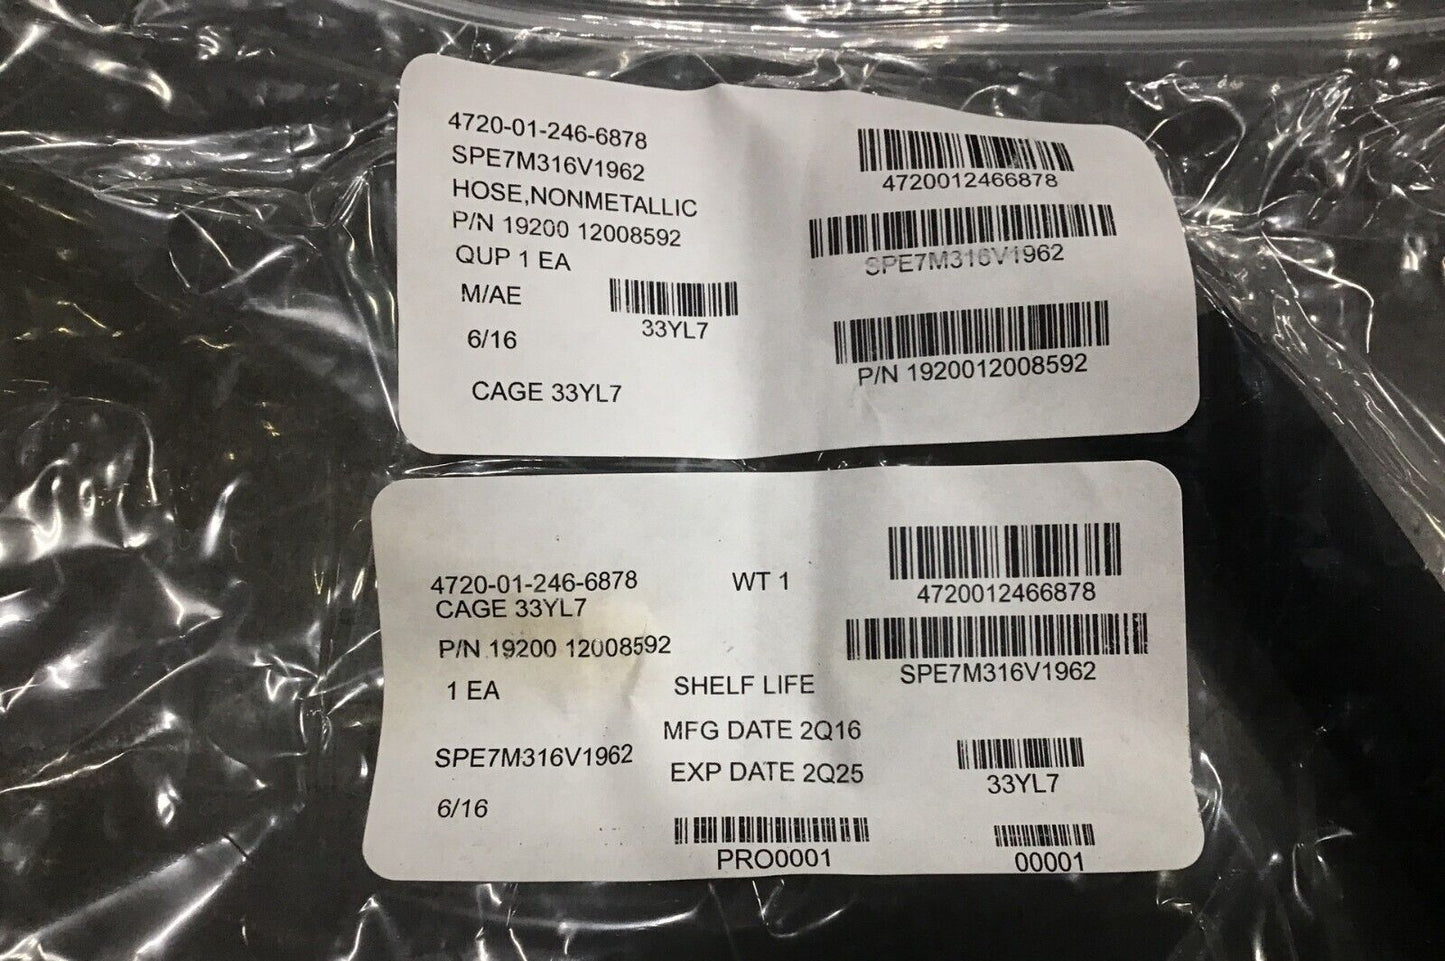 4720-01-246-6878
SPE7M316V1962
HOSE,NONMETALLIC
P/N 19200 12008592
QUP 1 EA
M/AE
33YL7
6/16
CAGE 33YL7
4720012466878
SPE7M316V1962
P/N 1920012008592
4720-01-246-6878
WT 1
CAGE 33YL7
P/N 19200 12008592
1 EA
SHELF LIFE
MFG DATE 2Q16
SPE7M316V1962
EXP DATE 2Q25
6/16
PRO0001
4720012466878
SPE7M316V1962
33YL7
00001